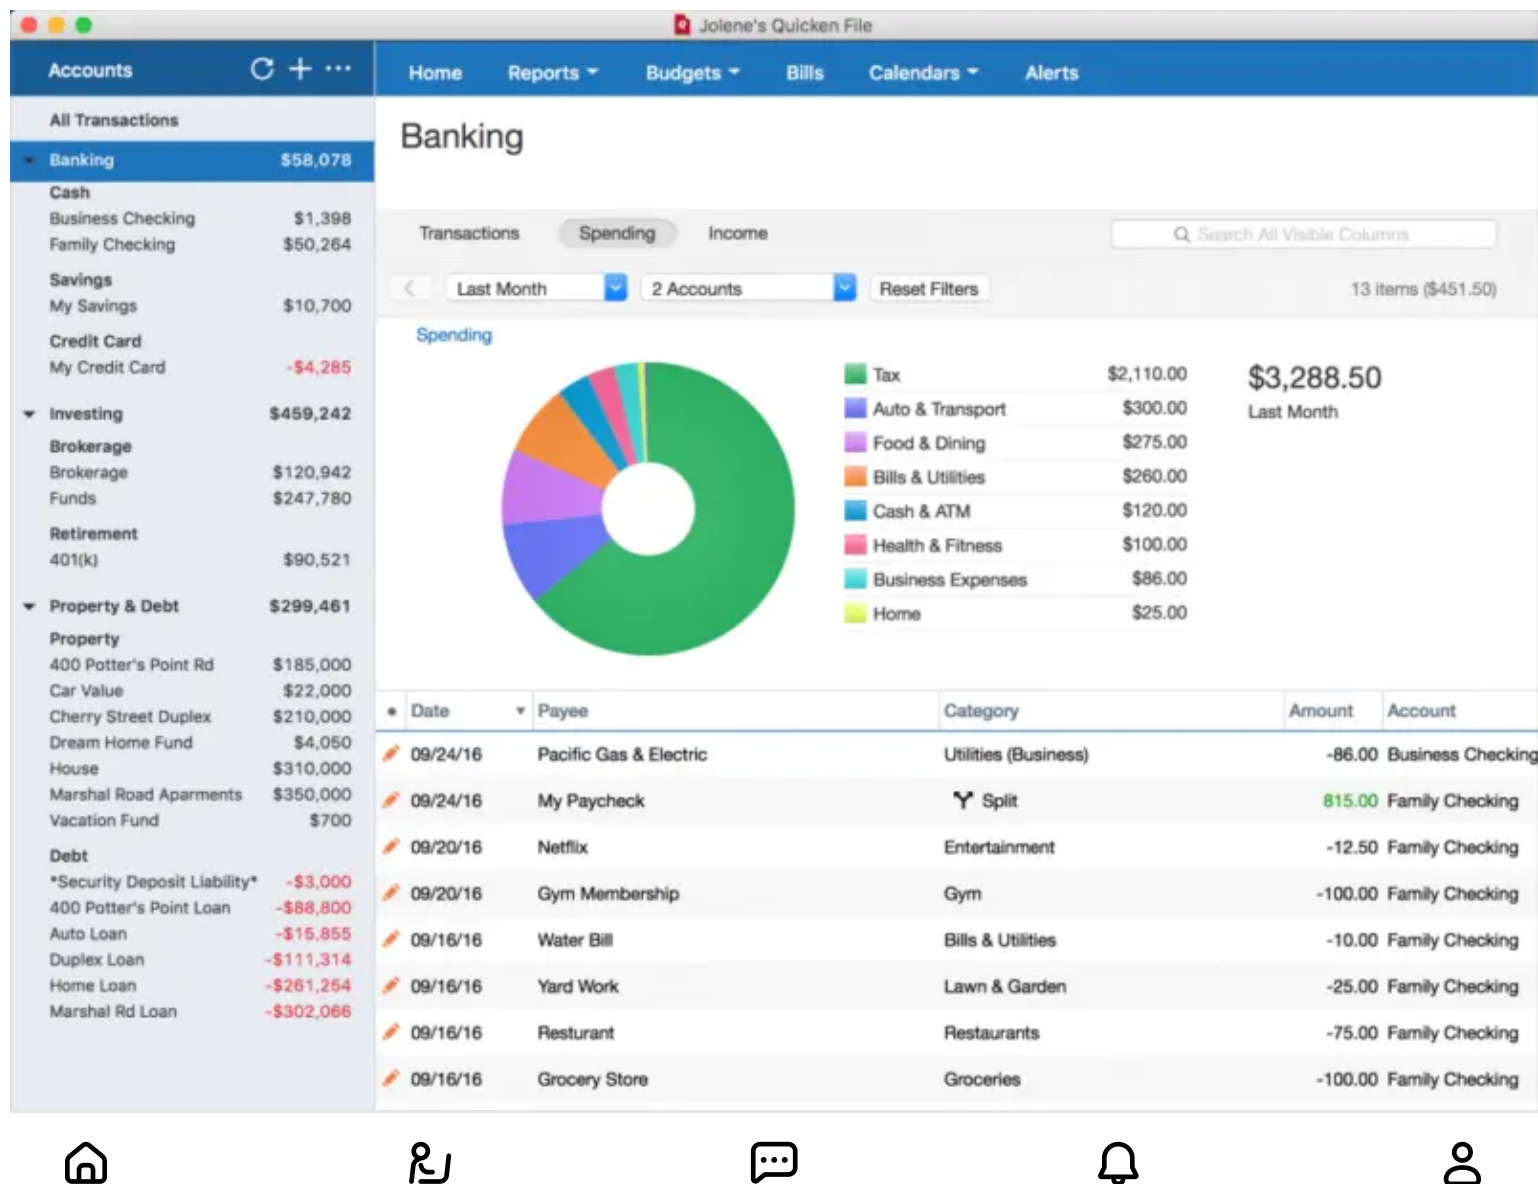 Jolene's Quicken File
Accounts
Home Reports Budgets Bills Calendars Alerts
All Transactions
Banking $58,078
Cash
Business Checking $1,398
Family Checking $50,264
Savings
My Savings $10,700
Credit Card
My Credit Card -$4,285
Investing $459,242
Brokerage
Brokerage $120,942
Funds $247,780
Retirement
401(k) $90,521
Property & Debt $299,461
Property
400 Potter's Point Rd $185,000
Car Value $22,000
Cherry Street Duplex $210,000
Dream Home Fund $4,050
House $310,000
Marshal Road Aparments $350,000
Vacation Fund $700
Debt
*Security Deposit Liability* -$3,000
400 Potter's Point Loan -$88,800
Auto Loan -$15,855
Duplex Loan -$111,314
Home Loan -$261,254
Marshal Rd Loan -$302,066
Banking
Transactions Spending Income Search All Visible Columns
Last Month 2 Accounts Reset Filters 13 items ($451.50)
Spending
Tax $2,110.00
Auto & Transport $300.00
Food & Dining $275.00
Bills & Utilities $260.00
Cash & ATM $120.00
Health & Fitness $100.00
Business Expenses $86.00
Home $25.00
$3,288.50
Last Month
Date Payee Category Amount Account
09/24/16 Pacific Gas & Electric Utilities (Business) -86.00 Business Checking
09/24/16 My Paycheck Split 815.00 Family Checking
09/20/16 Netflix Entertainment -12.50 Family Checking
09/20/16 Gym Membership Gym -100.00 Family Checking
09/16/16 Water Bill Bills & Utilities -10.00 Family Checking
09/16/16 Yard Work Lawn & Garden -25.00 Family Checking
09/16/16 Resturant Restaurants -75.00 Family Checking
09/16/16 Grocery Store Groceries -100.00 Family Checking